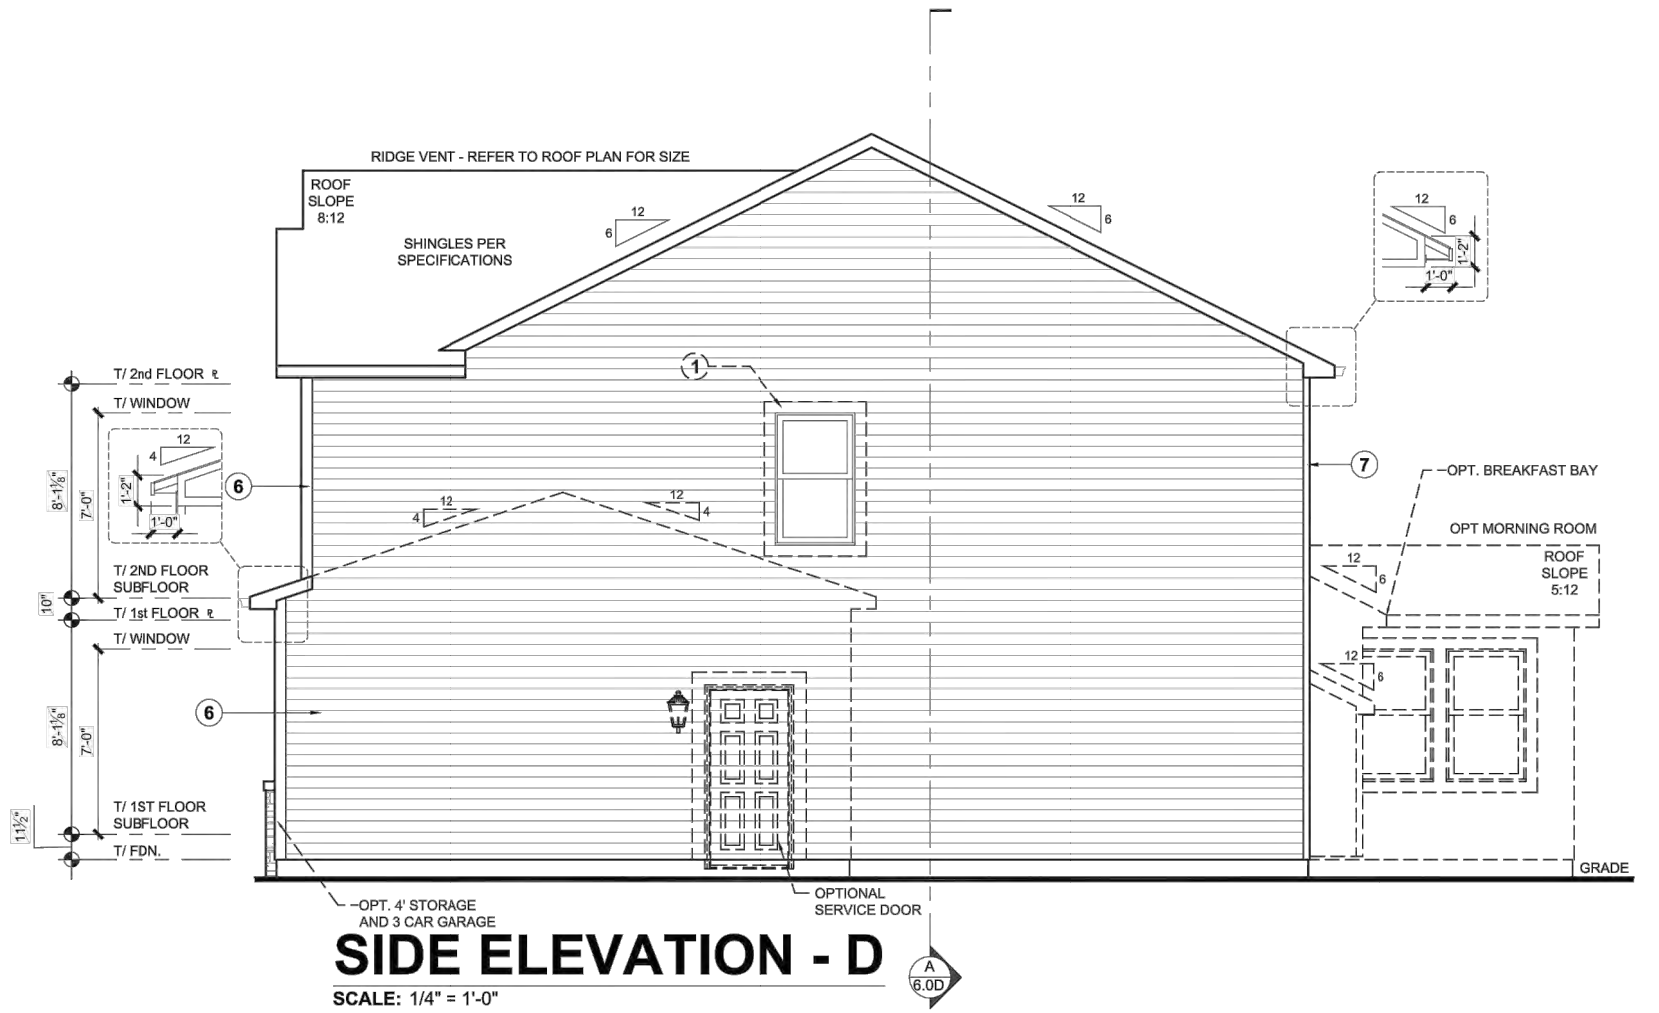 RIDGE VENT - REFER TO ROOF PLAN FOR SIZE
ROOF
SLOPE
8:12
SHINGLES PER
SPECIFICATIONS
12
6
12
6
12
6
1'-2"
1'-0"
T/ 2nd FLOOR ℄
T/ WINDOW
12
4
1'-2"
1'-0"
8'-1⅛"
7'-0"
6
1
7
12
4
12
4
T/ 2ND FLOOR
SUBFLOOR
10"
T/ 1st FLOOR ℄
T/ WINDOW
8'-1⅛"
7'-0"
6
T/ 1ST FLOOR
SUBFLOOR
11½"
T/ FDN.
OPT. BREAKFAST BAY
OPT MORNING ROOM
ROOF
SLOPE
5:12
12
6
12
6
GRADE
OPT. 4' STORAGE
AND 3 CAR GARAGE
OPTIONAL
SERVICE DOOR
SIDE ELEVATION - D
SCALE: 1/4" = 1'-0"
A
6.0D